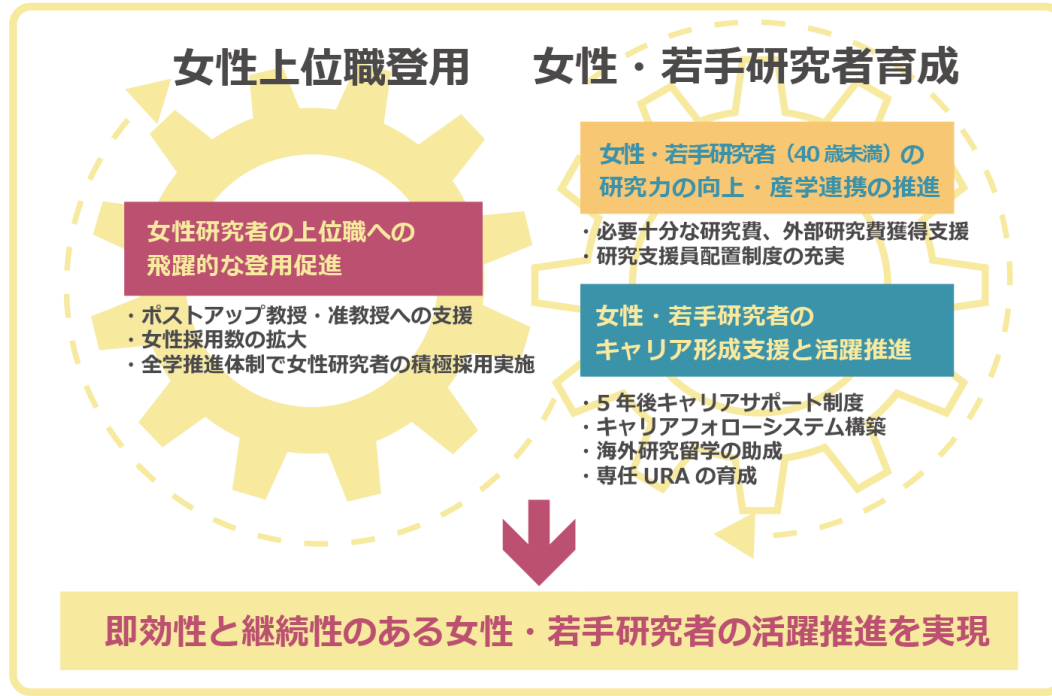 女性上位職登用
女性研究者の上位職への
飛躍的な登用促進
・ポストアップ教授・准教授への支援
・女性採用数の拡大
・全学推進体制で女性研究者の積極採用実施
女性・若手研究者育成
女性・若手研究者（40歳未満）の
研究力の向上・産学連携の推進
・必要十分な研究費、外部研究費獲得支援
・研究支援員配置制度の充実
女性・若手研究者の
キャリア形成支援と活躍推進
・5年後キャリアサポート制度
・キャリアフォローシステム構築
・海外研究留学の助成
・専任URAの育成
即効性と継続性のある女性・若手研究者の活躍推進を実現